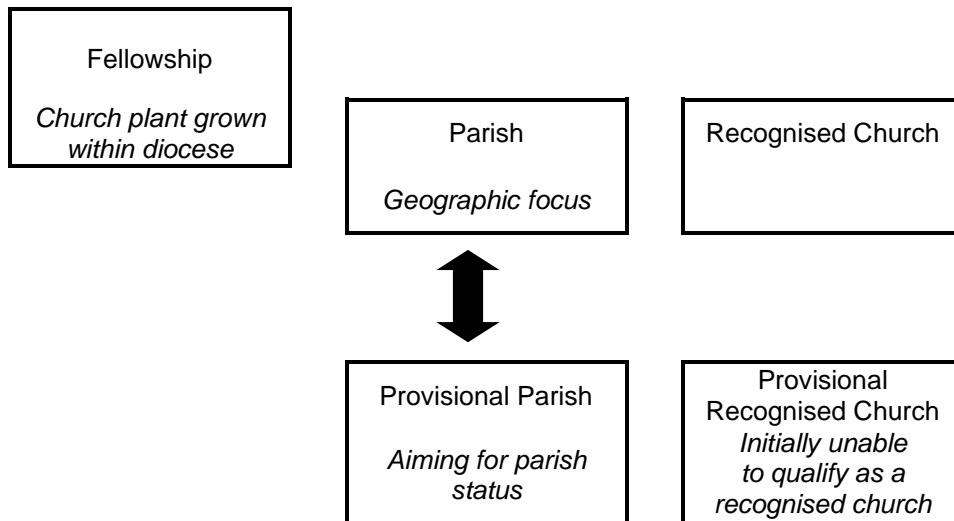 Fellowship
Church plant grown
within diocese
Parish
Geographic focus
Recognised Church
Provisional Parish
Aiming for parish
status
Provisional
Recognised Church
Initially unable
to qualify as a
recognised church